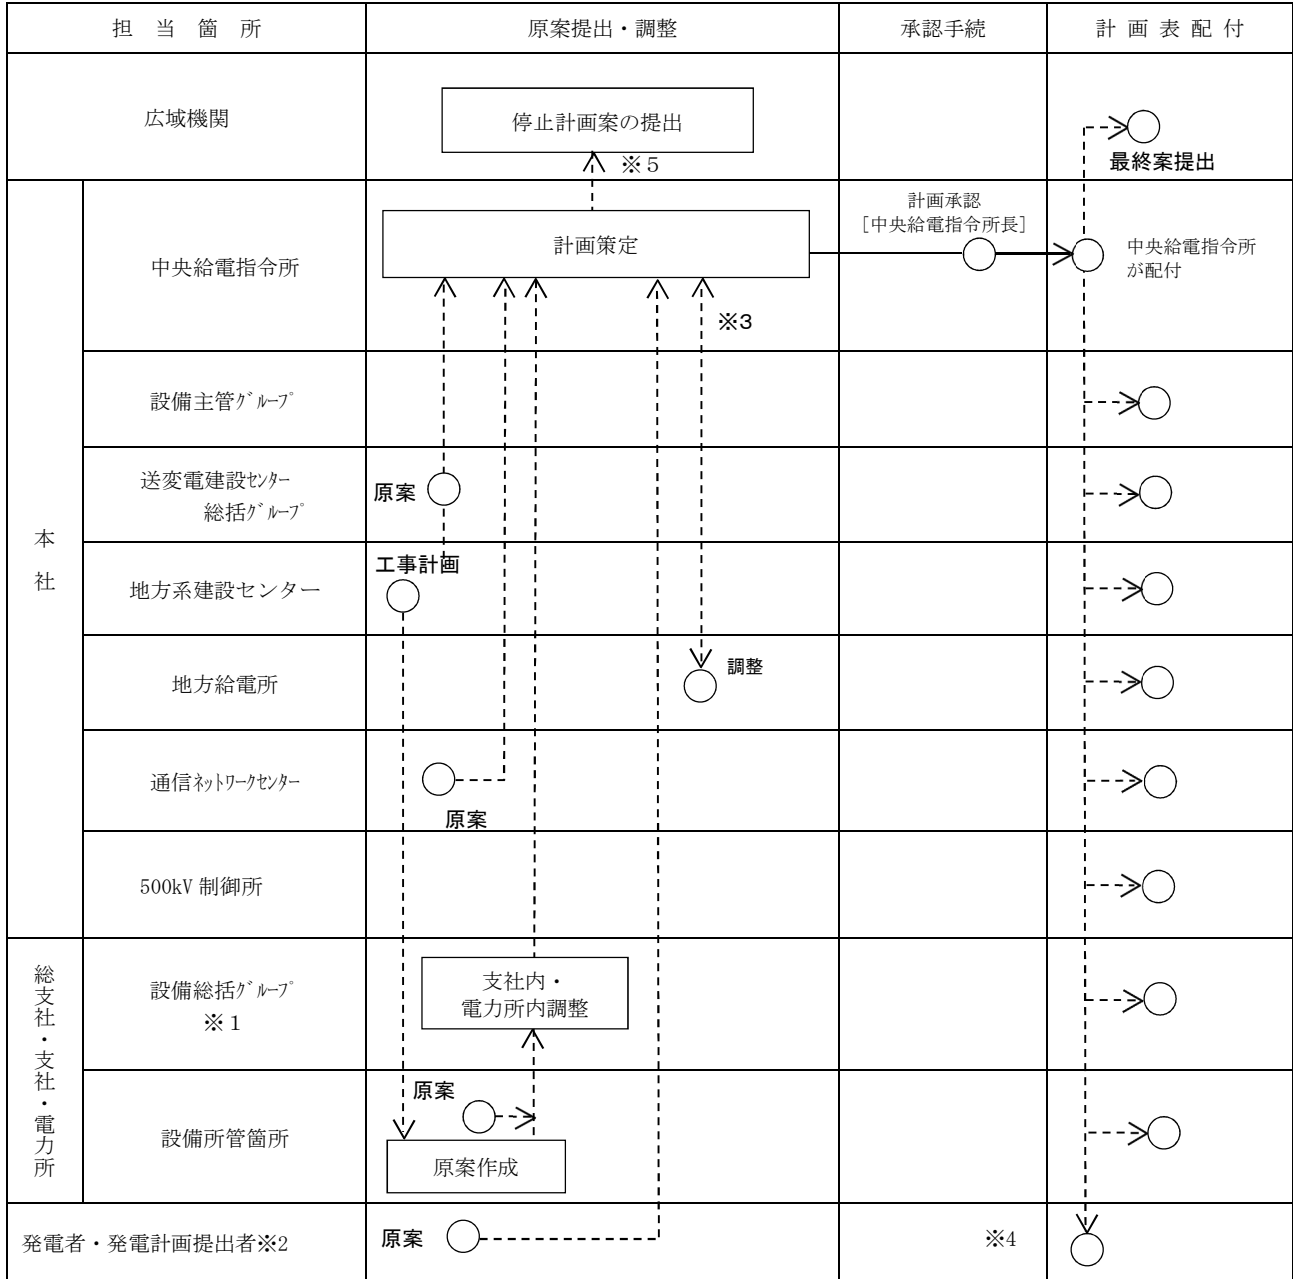 担当箇所
原案提出・調整
承認手続
計画表配付
広域機関
停止計画案の提出
※５
最終案提出
本社
中央給電指令所
計画策定
※3
計画承認
［中央給電指令所長］
中央給電指令所
が配付
設備主管ｸﾞﾙｰﾌﾟ
送変電建設ｾﾝﾀｰ
総括ｸﾞﾙｰﾌﾟ
原案
地方系建設センター
工事計画
地方給電所
調整
通信ﾈｯﾄﾜｰｸｾﾝﾀｰ
原案
500kV 制御所
総支社・支社・電力所
設備総括ｸﾞﾙｰﾌﾟ
※１
支社内・
電力所内調整
設備所管箇所
原案
原案作成
発電者・発電計画提出者※2
原案
※4